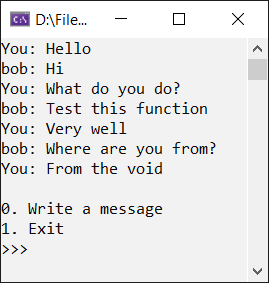 D:\File...
You: Hello
bob: Hi
You: What do you do?
bob: Test this function
You: Very well
bob: Where are you from?
You: From the void
0. Write a message
1. Exit
>>>